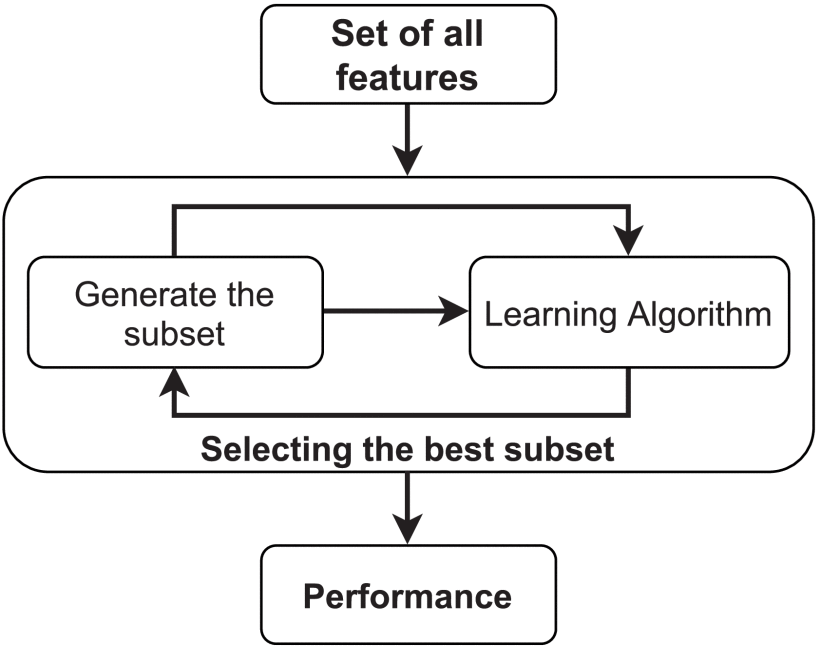 Set of all
features
Generate the
subset
Learning Algorithm
Selecting the best subset
Performance